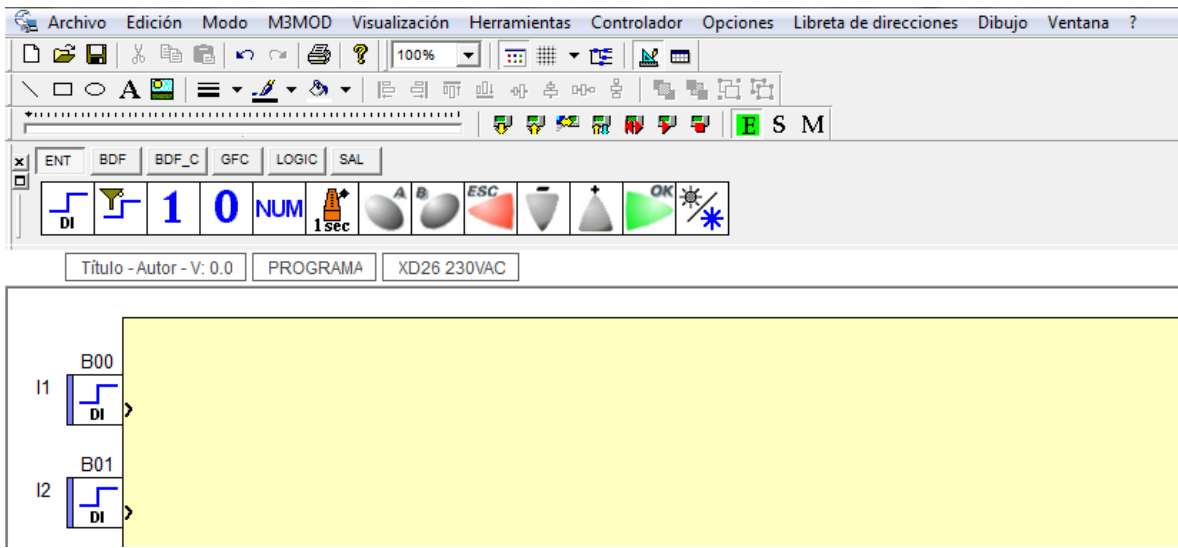 Archivo Edición Modo M3MOD Visualización Herramientas Controlador Opciones Libreta de direcciones Dibujo Ventana ?
100%
A
E S M
ENT BDF BDF_C GFC LOGIC SAL
DI 1 0 NUM 1 sec A B ESC - + OK
Título - Autor - V: 0.0 PROGRAMA XD26 230VAC
B00
I1
DI
B01
I2
DI